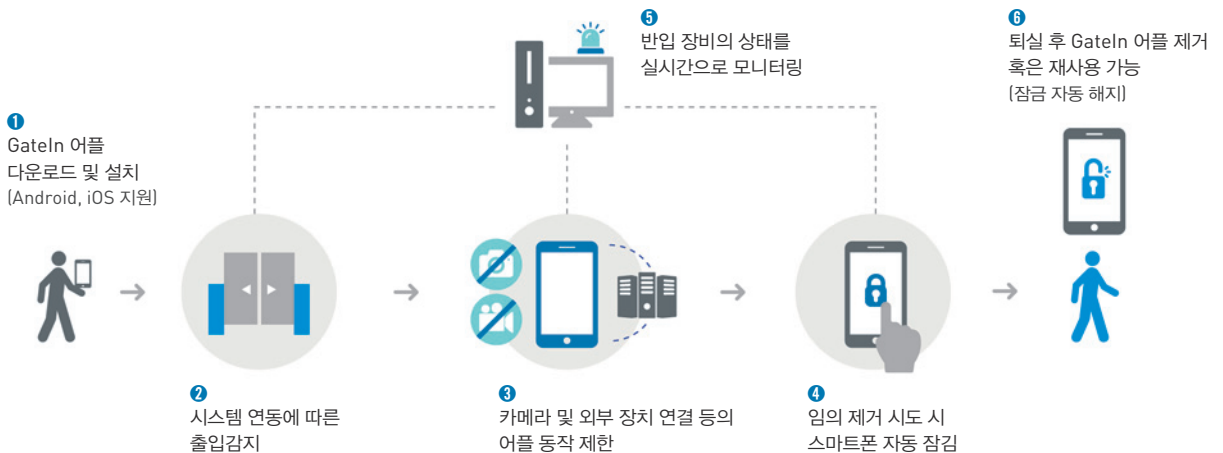 ❶
GateIn 어플
다운로드 및 설치
(Android, iOS 지원)
❷
시스템 연동에 따른
출입감지
❸
카메라 및 외부 장치 연결 등의
어플 동작 제한
❹
임의 제거 시도 시
스마트폰 자동 잠김
❺
반입 장비의 상태를
실시간으로 모니터링
❻
퇴실 후 GateIn 어플 제거
혹은 재사용 가능
(잠금 자동 해지)